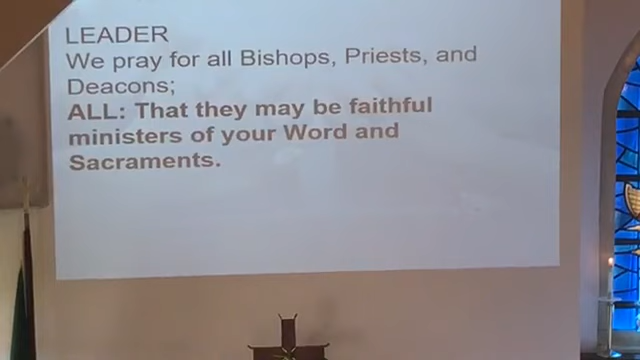 LEADER
We pray for all Bishops, Priests, and
Deacons;
ALL: That they may be faithful
ministers of your Word and
Sacraments.